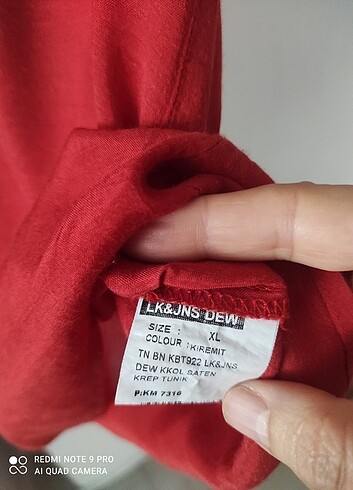 LK&JNS DEW
SIZE : XL
COLOUR : KIREMIT
TN BN KBT922 LK&JNS
DEW KKOL SATEN
KREP TUNIK
P:KM 7316
REDMI NOTE 9 PRO
AI QUAD CAMERA